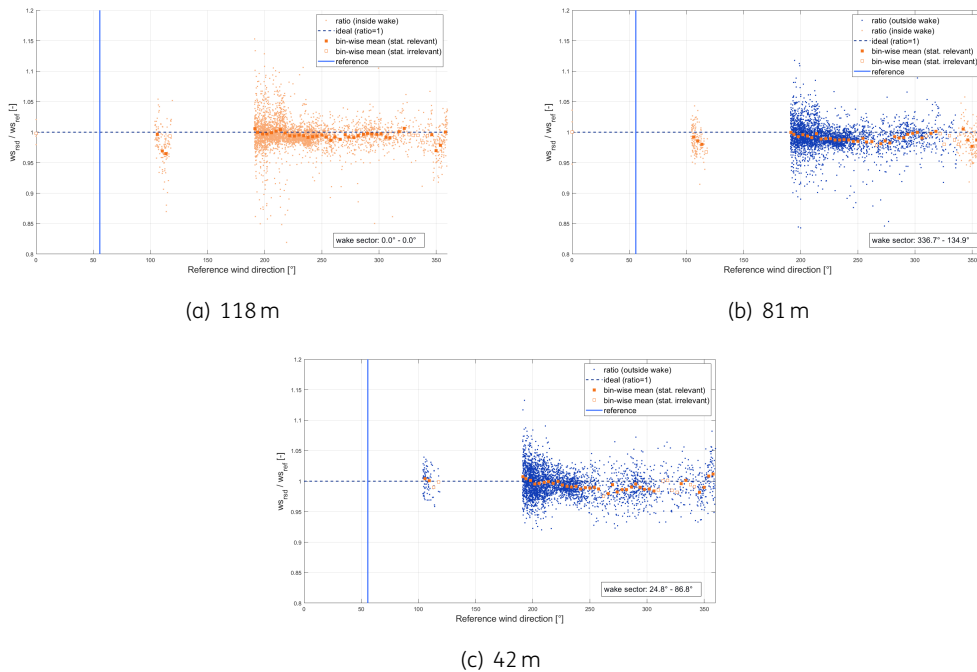 1.2
1.15
1.1
1.05
1
0.95
0.9
0.85
0.8
ws_rsd / ws_ref [-]
ratio (inside wake)
ideal (ratio=1)
bin-wise mean (stat. relevant)
bin-wise mean (stat. irrelevant)
reference
wake sector: 0.0° - 0.0°
0 50 100 150 200 250 300 350
Reference wind direction [°]
(a) 118 m
1.2
1.15
1.1
1.05
1
0.95
0.9
0.85
0.8
ws_rsd / ws_ref [-]
ratio (outside wake)
ratio (inside wake)
ideal (ratio=1)
bin-wise mean (stat. relevant)
bin-wise mean (stat. irrelevant)
reference
wake sector: 336.7° - 134.9°
0 50 100 150 200 250 300 350
Reference wind direction [°]
(b) 81 m
1.2
1.15
1.1
1.05
1
0.95
0.9
0.85
0.8
ws_rsd / ws_ref [-]
ratio (outside wake)
ideal (ratio=1)
bin-wise mean (stat. relevant)
bin-wise mean (stat. irrelevant)
reference
wake sector: 24.8° - 86.8°
0 50 100 150 200 250 300 350
Reference wind direction [°]
(c) 42 m